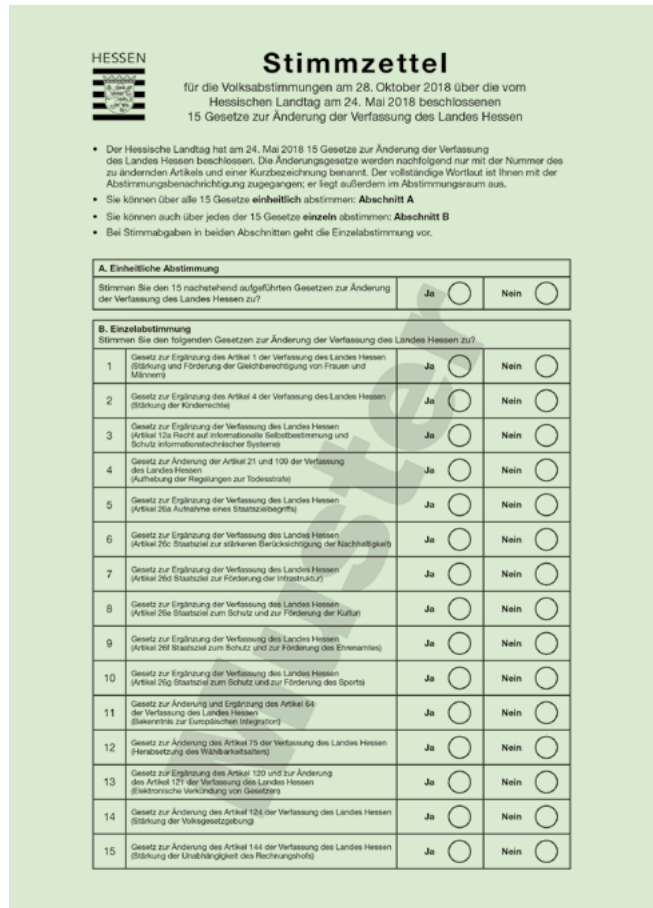 HESSEN
Stimmzettel
für die Volksabstimmungen am 28. Oktober 2018 über die vom
Hessischen Landtag am 24. Mai 2018 beschlossenen
15 Gesetze zur Änderung der Verfassung des Landes Hessen
• Der Hessische Landtag hat am 24. Mai 2018 15 Gesetze zur Änderung der Verfassung
des Landes Hessen beschlossen. Die Änderungsgesetze werden nachfolgend nur mit der Nummer des
zu ändernden Artikels und einer Kurzbezeichnung benannt. Der vollständige Wortlaut ist Ihnen mit der
Abstimmungsbenachrichtigung zugegangen; er liegt außerdem im Abstimmungsraum aus.
• Sie können über alle 15 Gesetze einheitlich abstimmen: Abschnitt A
• Sie können auch über jedes der 15 Gesetze einzeln abstimmen: Abschnitt B
• Bei Stimmabgaben in beiden Abschnitten geht die Einzelabstimmung vor.
A. Einheitliche Abstimmung
Stimmen Sie den 15 nachstehend aufgeführten Gesetzen zur Änderung
der Verfassung des Landes Hessen zu?
Ja Nein
B. Einzelabstimmung
Stimmen Sie den folgenden Gesetzen zur Änderung der Verfassung des Landes Hessen zu?
1 Gesetz zur Ergänzung des Artikel 1 der Verfassung des Landes Hessen
(Stärkung und Förderung der Gleichberechtigung von Frauen und
Männern)
Ja Nein
2 Gesetz zur Ergänzung des Artikel 4 der Verfassung des Landes Hessen
(Stärkung der Kinderrechte)
Ja Nein
3 Gesetz zur Ergänzung der Verfassung des Landes Hessen
(Artikel 12a Recht auf informationelle Selbstbestimmung und
Schutz informationstechnischer Systeme)
Ja Nein
4 Gesetz zur Änderung der Artikel 21 und 109 der Verfassung
des Landes Hessen
(Aufhebung der Regelungen zur Todesstrafe)
Ja Nein
5 Gesetz zur Ergänzung der Verfassung des Landes Hessen
(Artikel 26a Aufnahme eines Staatszielbegriffs)
Ja Nein
6 Gesetz zur Ergänzung der Verfassung des Landes Hessen
(Artikel 26c Staatsziel zur stärkeren Berücksichtigung der Nachhaltigkeit)
Ja Nein
7 Gesetz zur Ergänzung der Verfassung des Landes Hessen
(Artikel 26d Staatsziel zur Förderung der Infrastruktur)
Ja Nein
8 Gesetz zur Ergänzung der Verfassung des Landes Hessen
(Artikel 26e Staatsziel zum Schutz und zur Förderung der Kultur)
Ja Nein
9 Gesetz zur Ergänzung der Verfassung des Landes Hessen
(Artikel 26f Staatsziel zum Schutz und zur Förderung des Ehrenamtes)
Ja Nein
10 Gesetz zur Ergänzung der Verfassung des Landes Hessen
(Artikel 26g Staatsziel zum Schutz und zur Förderung des Sports)
Ja Nein
11 Gesetz zur Änderung und Ergänzung des Artikel 64
der Verfassung des Landes Hessen
(Bekenntnis zur Europäischen Integration)
Ja Nein
12 Gesetz zur Änderung des Artikel 75 der Verfassung des Landes Hessen
(Herabsetzung des Wählbarkeitsalters)
Ja Nein
13 Gesetz zur Ergänzung des Artikel 120 und zur Änderung
des Artikel 121 der Verfassung des Landes Hessen
(Elektronische Verkündung von Gesetzen)
Ja Nein
14 Gesetz zur Änderung des Artikel 124 der Verfassung des Landes Hessen
(Stärkung der Volksgesetzgebung)
Ja Nein
15 Gesetz zur Änderung des Artikel 144 der Verfassung des Landes Hessen
(Stärkung der Unabhängigkeit des Rechnungshofs)
Ja Nein
Muster